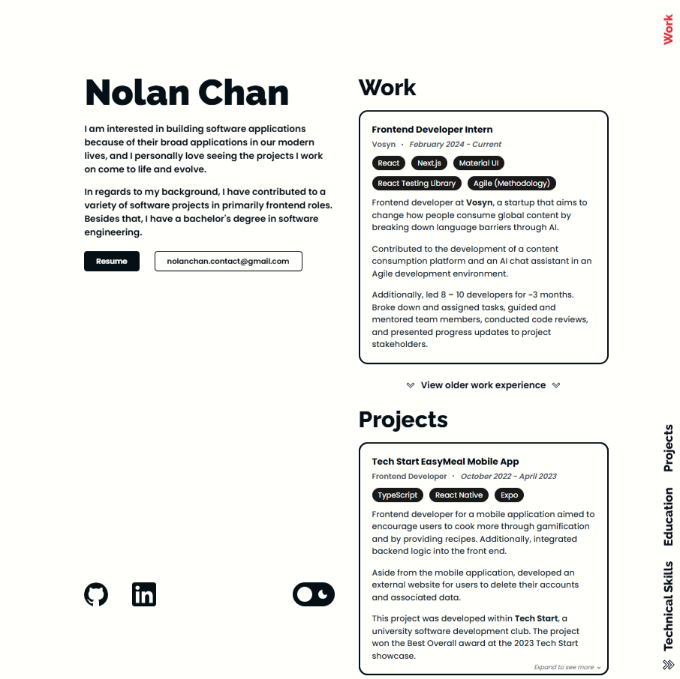 Work
Nolan Chan
I am interested in building software applications
because of their broad applications in our modern
lives, and I personally love seeing the projects I work
on come to life and evolve.
In regards to my background, I have contributed to a
variety of software projects in primarily frontend roles.
Besides that, I have a bachelor's degree in software
engineering.
Resume
nolanchan.contact@gmail.com
Work
Frontend Developer Intern
Vosyn · February 2024 - Current
React Next.js Material UI
React Testing Library Agile (Methodology)
Frontend developer at Vosyn, a startup that aims to
change how people consume global content by
breaking down language barriers through AI.
Contributed to the development of a content
consumption platform and an AI chat assistant in an
Agile development environment.
Additionally, led 8 – 10 developers for ~3 months.
Broke down and assigned tasks, guided and
mentored team members, conducted code reviews,
and presented progress updates to project
stakeholders.
View older work experience
Projects
Tech Start EasyMeal Mobile App
Frontend Developer · October 2022 - April 2023
TypeScript React Native Expo
Frontend developer for a mobile application aimed to
encourage users to cook more through gamification
and by providing recipes. Additionally, integrated
backend logic into the front end.
Aside from the mobile application, developed an
external website for users to delete their accounts
and associated data.
This project was developed within Tech Start, a
university software development club. The project
won the Best Overall award at the 2023 Tech Start
showcase.
Expand to see more
Projects
Education
Technical Skills
in